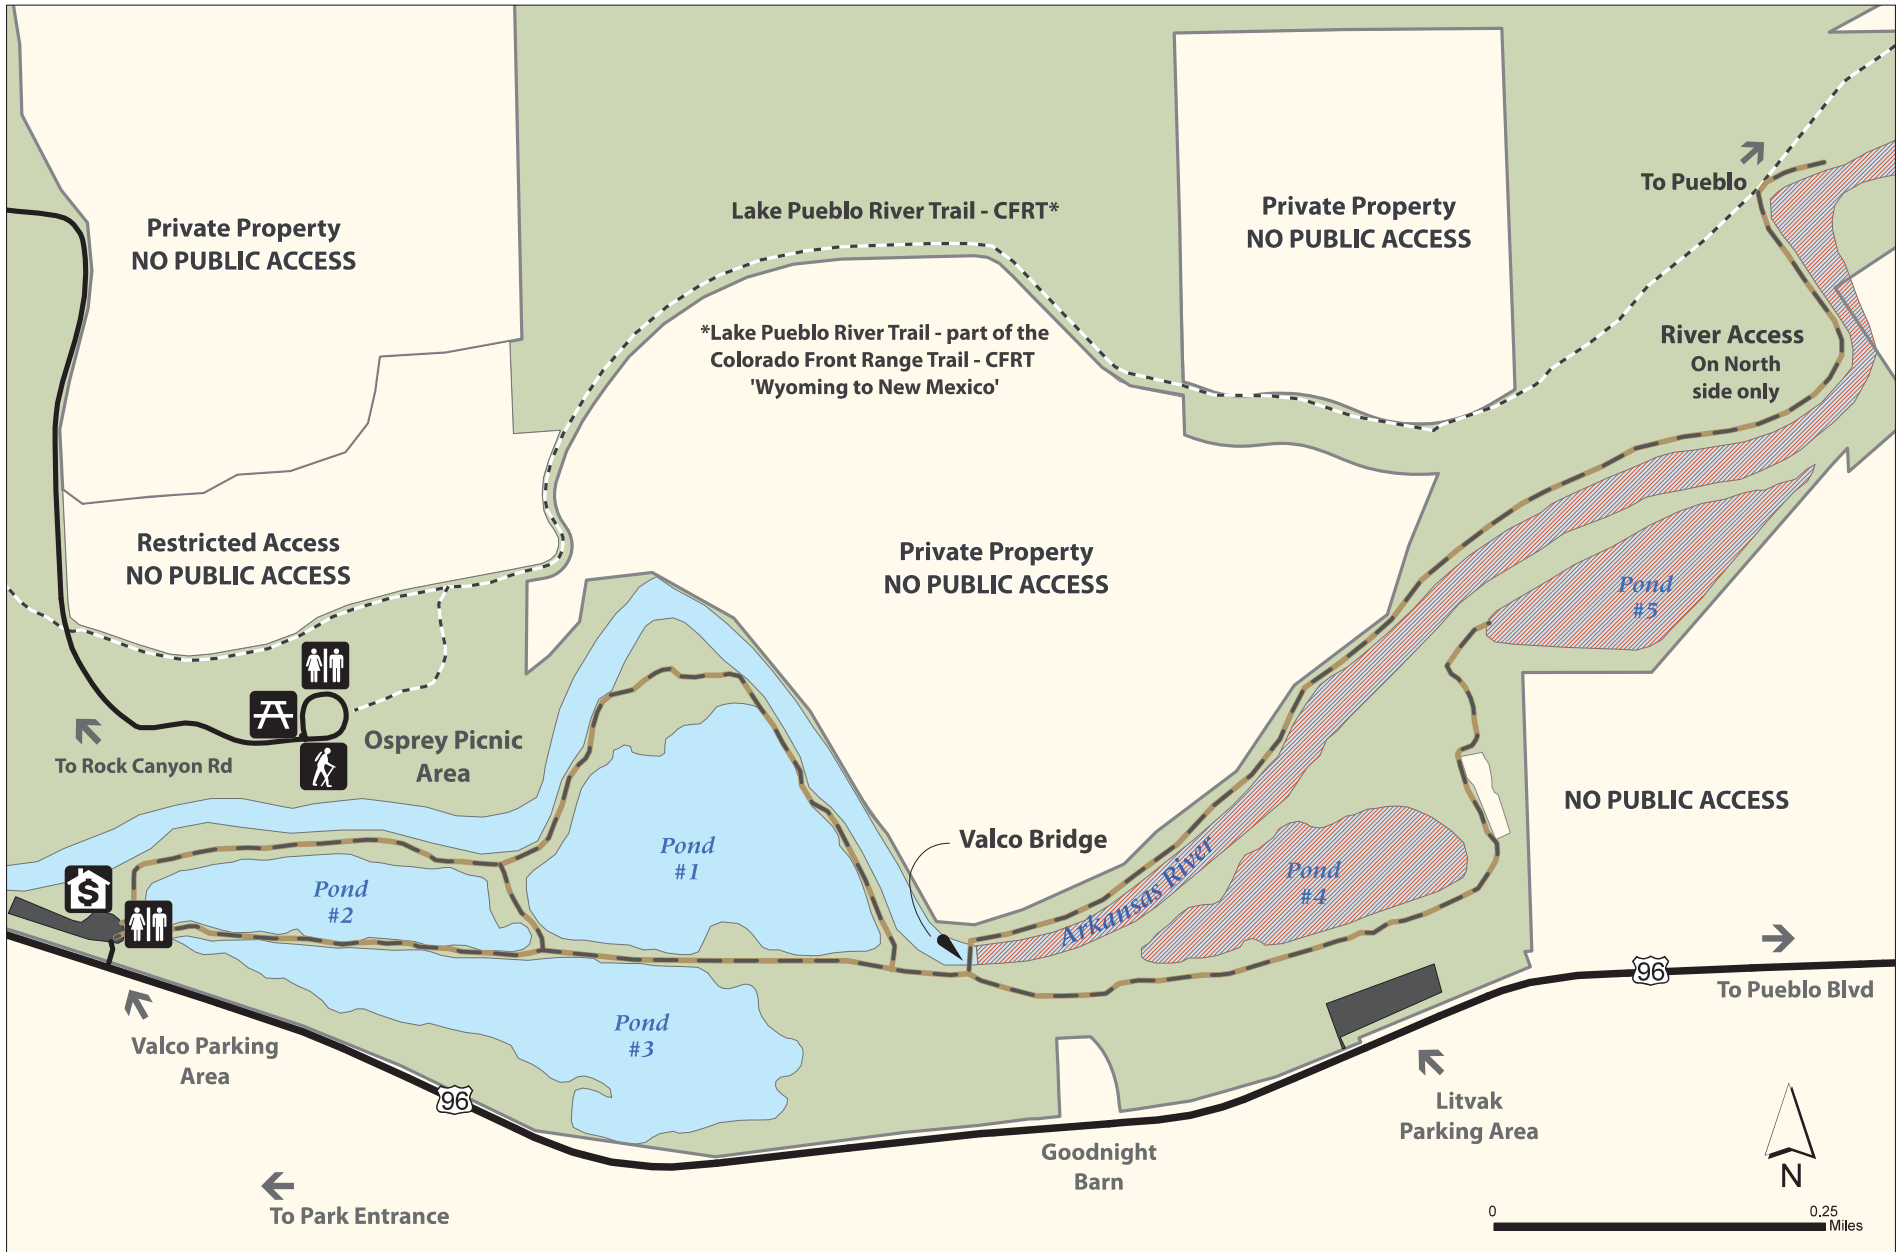 Private Property
NO PUBLIC ACCESS
Lake Pueblo River Trail - CFRT*
Private Property
NO PUBLIC ACCESS
To Pueblo
*Lake Pueblo River Trail - part of the
Colorado Front Range Trail - CFRT
'Wyoming to New Mexico'
River Access
On North
side only
Restricted Access
NO PUBLIC ACCESS
Private Property
NO PUBLIC ACCESS
Pond
#5
To Rock Canyon Rd
Osprey Picnic
Area
NO PUBLIC ACCESS
Valco Bridge
Pond
#1
Pond
#2
$
Arkansas River
Pond
#4
96
To Pueblo Blvd
Pond
#3
Valco Parking
Area
96
Litvak
Parking Area
Goodnight
Barn
To Park Entrance
N
0 0.25
Miles